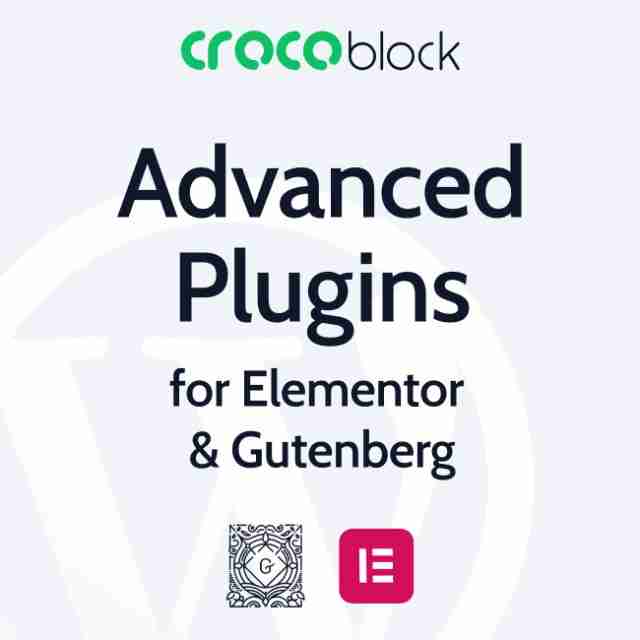 crocoblock
Advanced
Plugins
for Elementor
& Gutenberg
G